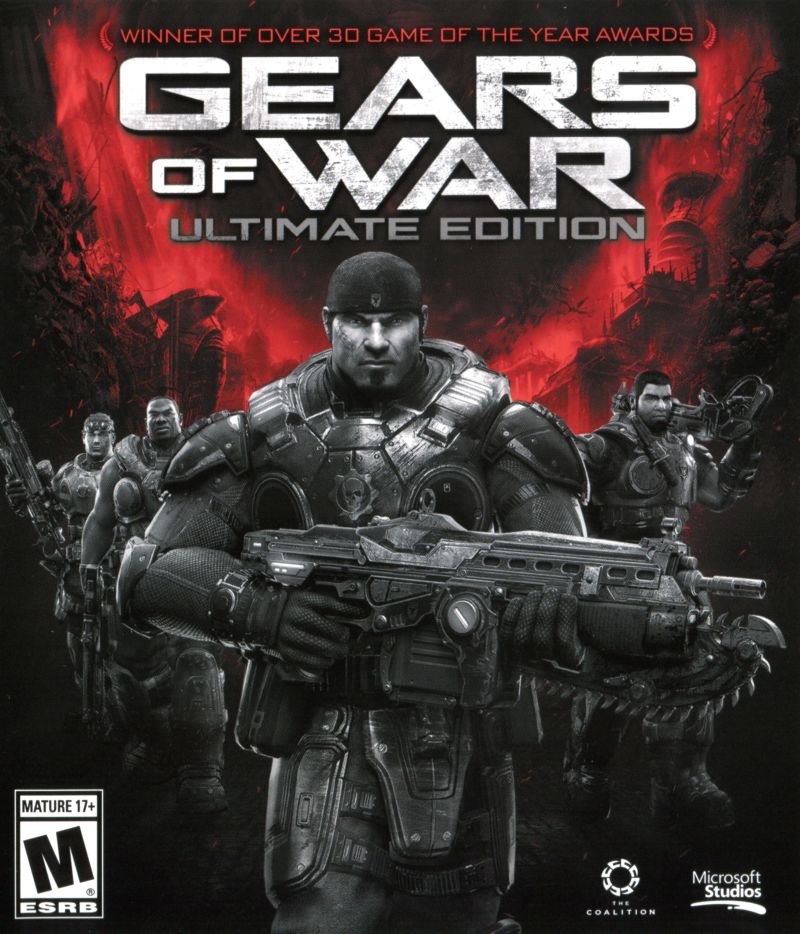 WINNER OF OVER 30 GAME OF THE YEAR AWARDS
GEARS
OF WAR
ULTIMATE EDITION
MATURE 17+
M
®
ESRB
THE
COALITION
Microsoft
Studios